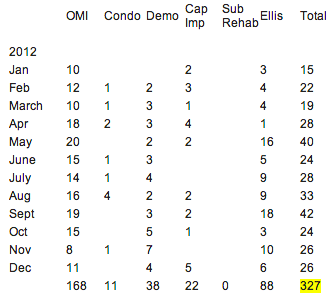 OMI Condo Demo Cap Imp Sub Rehab Ellis Total
2012
Jan 10 2 3 15
Feb 12 1 2 3 4 22
March 10 1 3 1 4 19
Apr 18 2 3 4 1 28
May 20 2 2 16 40
June 15 1 3 5 24
July 14 1 4 9 28
Aug 16 4 2 2 9 33
Sept 19 3 2 18 42
Oct 15 5 1 3 24
Nov 8 1 7 10 26
Dec 11 4 5 6 26
168 11 38 22 0 88 327